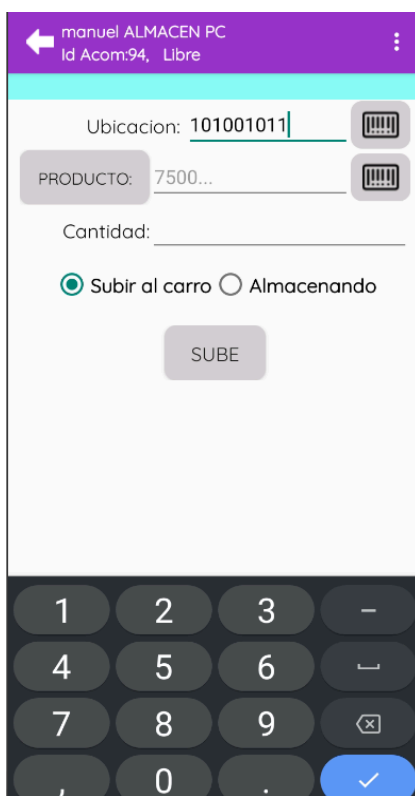 manuel ALMACEN PC
Id Acom:94, Libre
Ubicacion: 101001011
PRODUCTO: 7500...
Cantidad:
Subir al carro Almacenando
SUBE
1 2 3 -
4 5 6
7 8 9
, 0 .